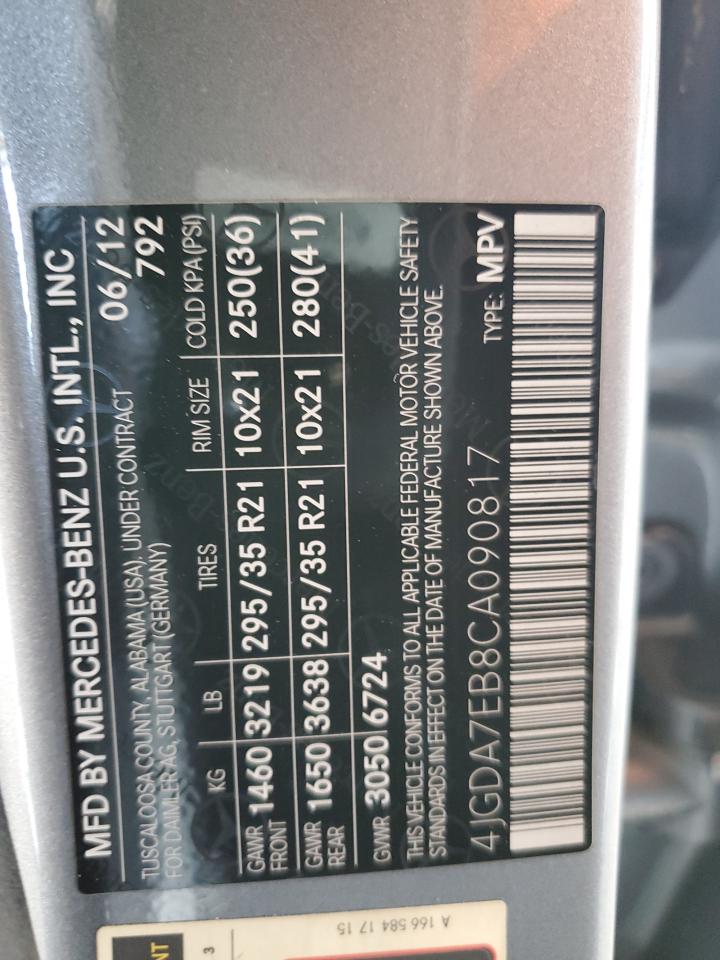 MFD BY MERCEDES-BENZ U.S. INTL., INC
TUSCALOOSA COUNTY, ALABAMA (USA), UNDER CONTRACT 06/12
FOR DAIMLER AG, STUTTGART (GERMANY) 792
KG LB TIRES RIM SIZE COLD KPA(PSI)
GAWR FRONT 1460 3219 295/35 R21 10x21 250(36)
GAWR REAR 1650 3638 295/35 R21 10x21 280(41)
GVWR 3050 6724
THIS VEHICLE CONFORMS TO ALL APPLICABLE FEDERAL MOTOR VEHICLE SAFETY
STANDARDS IN EFFECT ON THE DATE OF MANUFACTURE SHOWN ABOVE.
4JGDA7EB8CA090817 TYPE: MPV
A 166 584 17 15
3